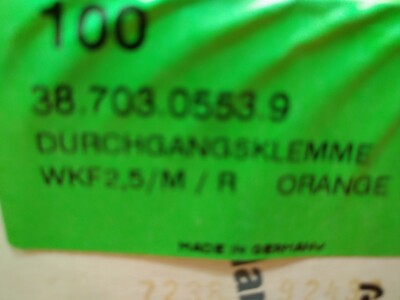 100
38.703.0553.9
DURCHGANGSKLEMME
WKF2,5/M / R ORANGE
MADE IN GERMANY